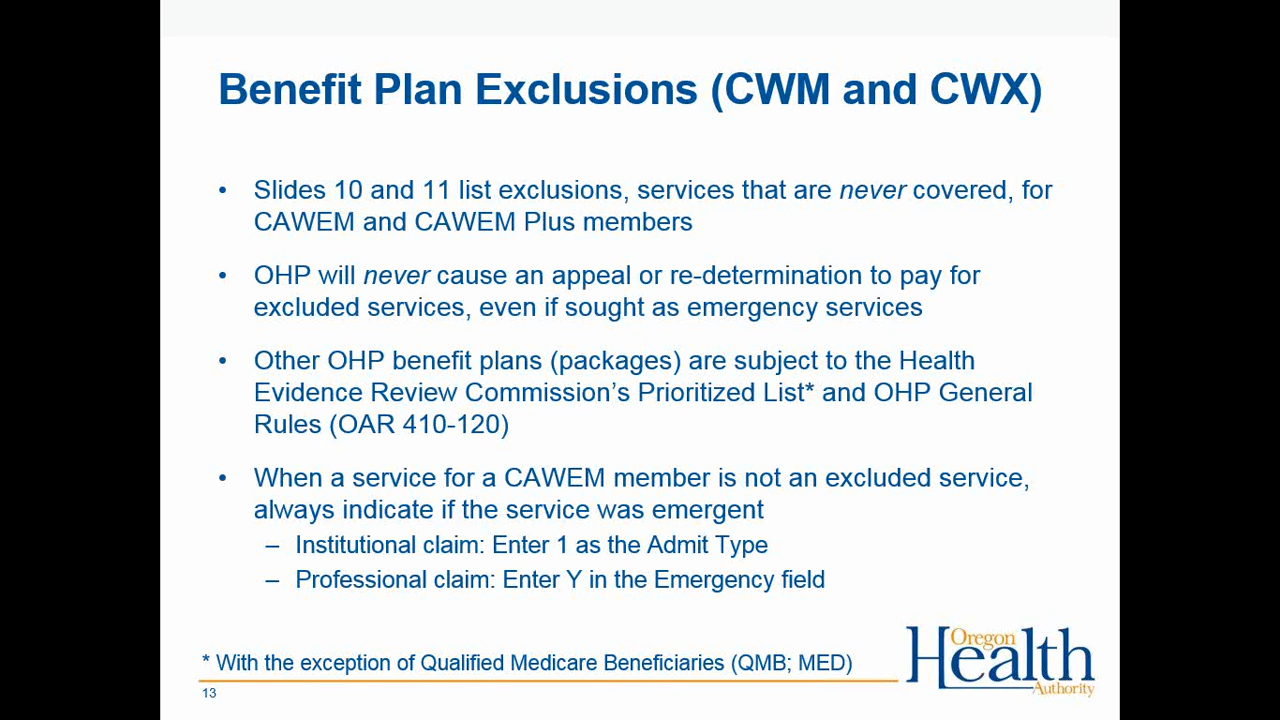 Benefit Plan Exclusions (CWM and CWX)
• Slides 10 and 11 list exclusions, services that are never covered, for
CAWEM and CAWEM Plus members
• OHP will never cause an appeal or re-determination to pay for
excluded services, even if sought as emergency services
• Other OHP benefit plans (packages) are subject to the Health
Evidence Review Commission's Prioritized List* and OHP General
Rules (OAR 410-120)
• When a service for a CAWEM member is not an excluded service,
always indicate if the service was emergent
– Institutional claim: Enter 1 as the Admit Type
– Professional claim: Enter Y in the Emergency field
* With the exception of Qualified Medicare Beneficiaries (QMB; MED)
13
Oregon
Health
Authority